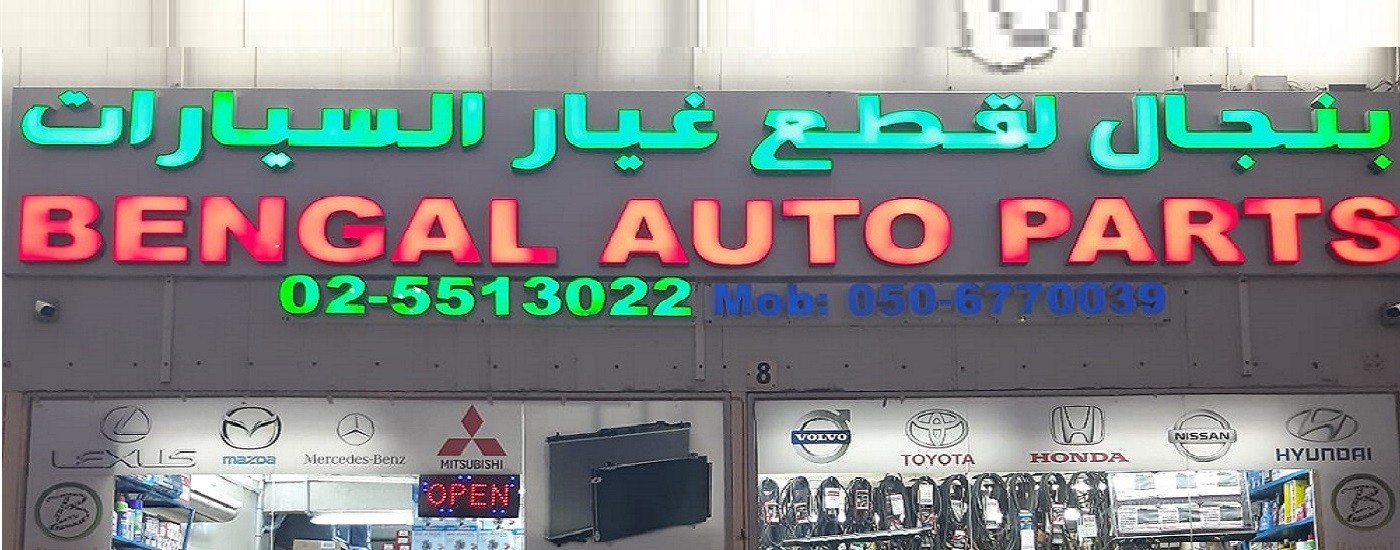 بنجال لقطع غيار السيارات
BENGAL AUTO PARTS
02-5513022 Mob: 050-6770039
8
LEXUS mazda Mercedes-Benz MITSUBISHI VOLVO TOYOTA HONDA NISSAN HYUNDAI
OPEN
B B